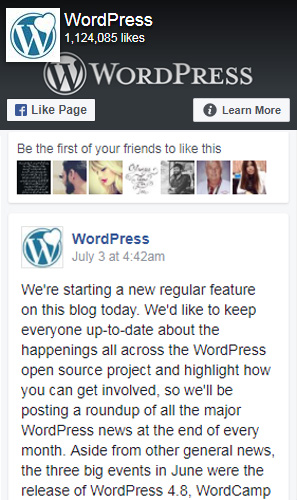 WordPress
1,124,085 likes
WORDPRESS
Like Page
Learn More
Be the first of your friends to like this
WordPress
July 3 at 4:42am
We're starting a new regular feature
on this blog today. We'd like to keep
everyone up-to-date about the
happenings all across the WordPress
open source project and highlight how
you can get involved, so we'll be
posting a roundup of all the major
WordPress news at the end of every
month. Aside from other general news,
the three big events in June were the
release of WordPress 4.8, WordCamp